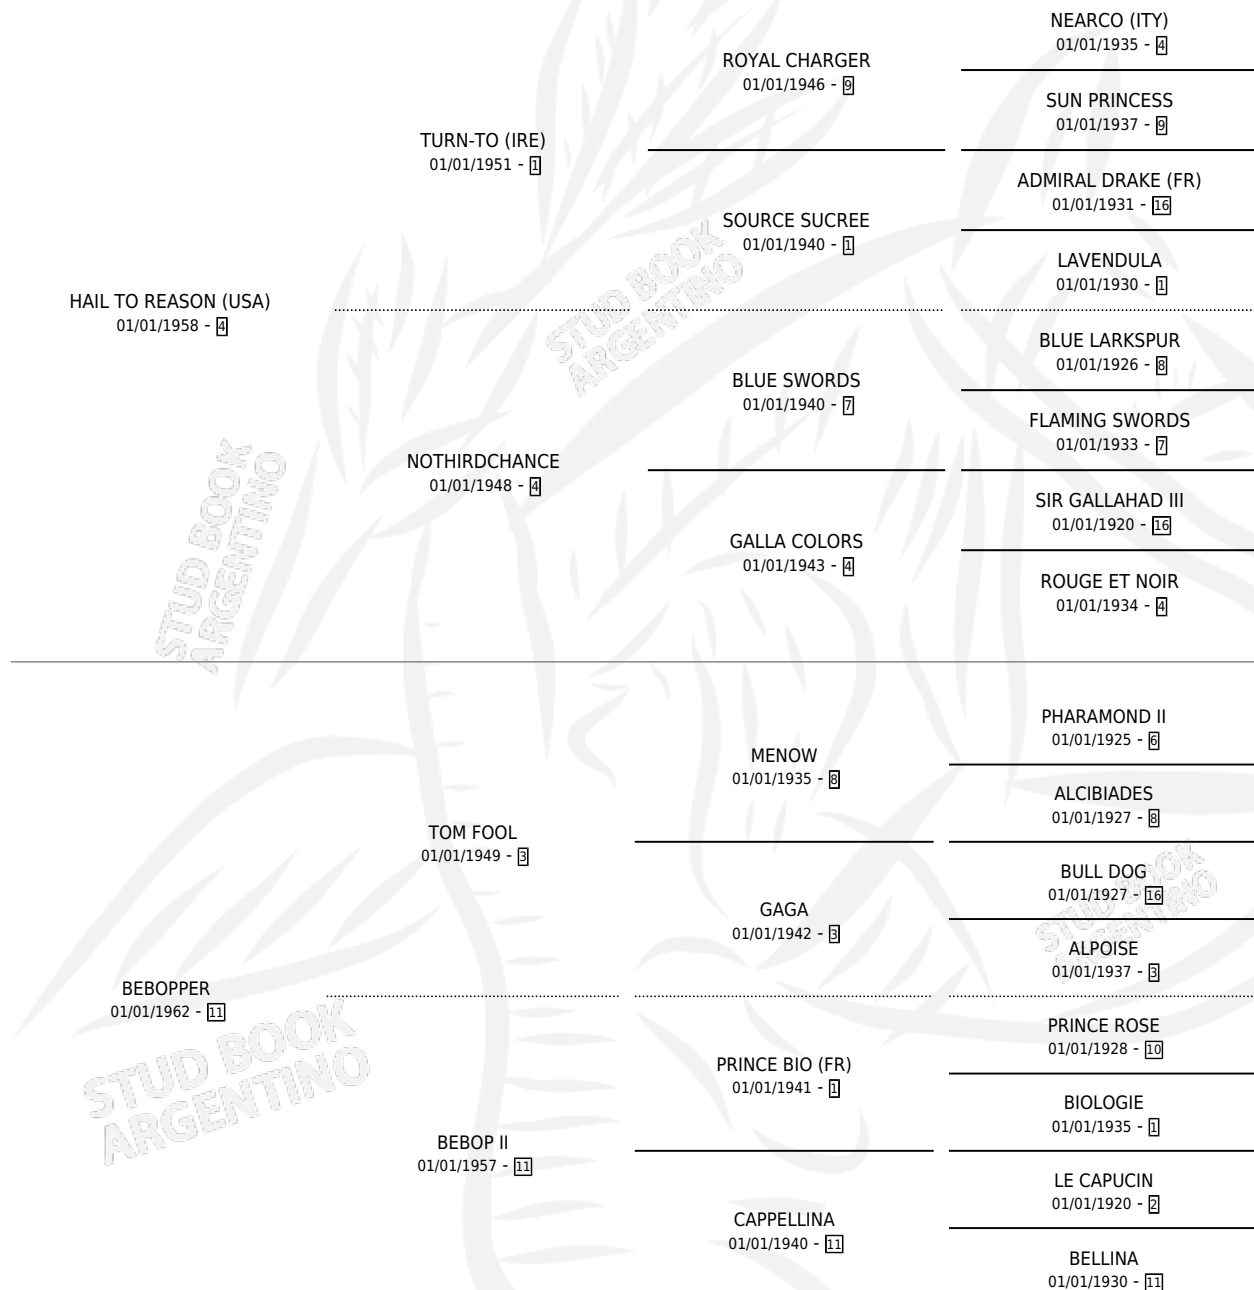 NEARCO (ITY)
01/01/1935 - 4
ROYAL CHARGER
01/01/1946 - 9
SUN PRINCESS
01/01/1937 - 9
TURN-TO (IRE)
01/01/1951 - 1
ADMIRAL DRAKE (FR)
01/01/1931 - 16
SOURCE SUCREE
01/01/1940 - 1
LAVENDULA
01/01/1930 - 1
HAIL TO REASON (USA)
01/01/1958 - 4
BLUE LARKSPUR
01/01/1926 - 8
BLUE SWORDS
01/01/1940 - 7
FLAMING SWORDS
01/01/1933 - 7
NOTHIRDCHANCE
01/01/1948 - 4
SIR GALLAHAD III
01/01/1920 - 16
GALLA COLORS
01/01/1943 - 4
ROUGE ET NOIR
01/01/1934 - 4
PHARAMOND II
01/01/1925 - 6
MENOW
01/01/1935 - 8
ALCIBIADES
01/01/1927 - 8
TOM FOOL
01/01/1949 - 3
BULL DOG
01/01/1927 - 16
GAGA
01/01/1942 - 3
ALPOISE
01/01/1937 - 3
BEBOPPER
01/01/1962 - 11
PRINCE ROSE
01/01/1928 - 10
PRINCE BIO (FR)
01/01/1941 - 1
BIOLOGIE
01/01/1935 - 1
BEBOP II
01/01/1957 - 11
LE CAPUCIN
01/01/1920 - 2
CAPPELLINA
01/01/1940 - 11
BELLINA
01/01/1930 - 11
STUD BOOK
ARGENTINO
STUD BOOK
ARGENTINO
STUD BOOK
ARGENTINO
STUD BOOK
ARGENTINO